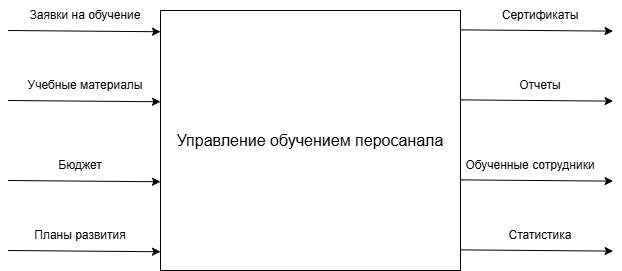 Заявки на обучение
Сертификаты
Учебные материалы
Отчеты
Управление обучением перосанала
Бюджет
Обученные сотрудники
Планы развития
Статистика